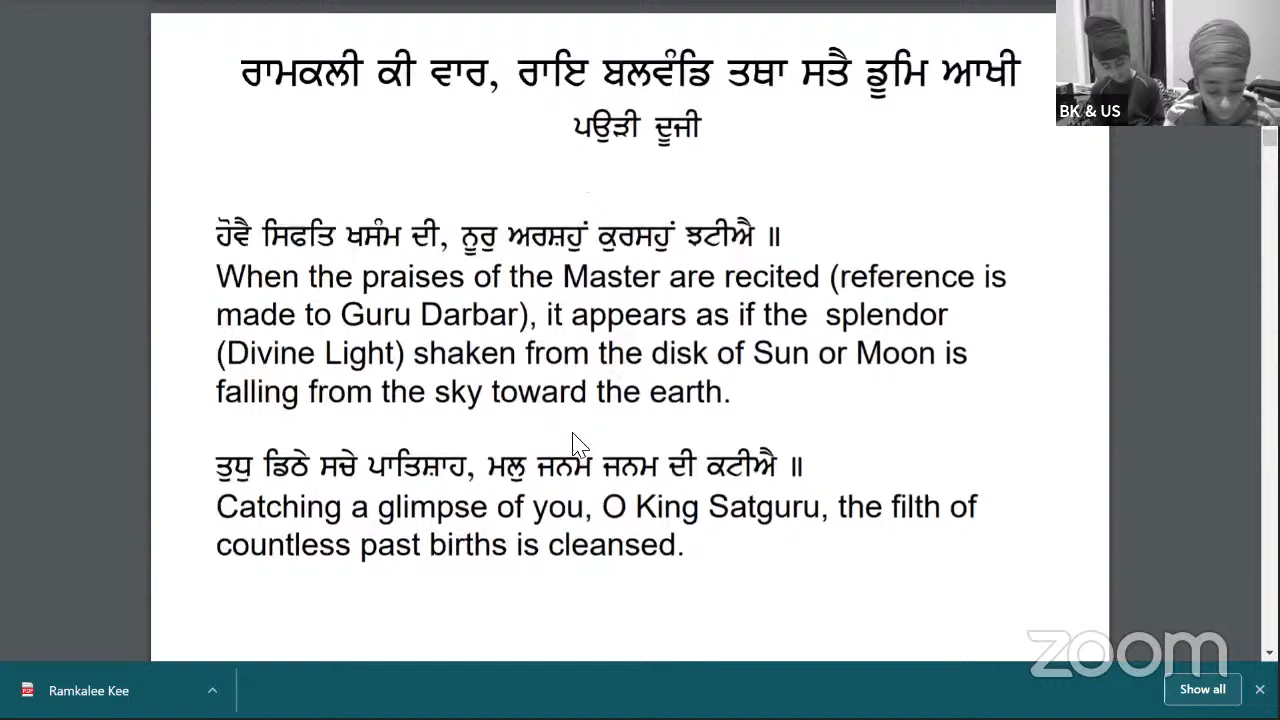 ਰਾਮਕਲੀ ਕੀ ਵਾਰ, ਰਾਇ ਬਲਵੰਡਿ ਤਥਾ ਸਤੈ ਡੂਮਿ ਆਖੀ
ਪਉੜੀ ਦੂਜੀ
BK & US
ਹੋਵੈ ਸਿਫਤਿ ਖਸੰਮ ਦੀ, ਨੂਰੁ ਅਰਸ਼ਹੁਂ ਕੁਰਸਹੁਂ ਝਟੀਐ ॥
When the praises of the Master are recited (reference is
made to Guru Darbar), it appears as if the splendor
(Divine Light) shaken from the disk of Sun or Moon is
falling from the sky toward the earth.
ਤੁਧੁ ਡਿਠੇ ਸਚੇ ਪਾਤਿਸ਼ਾਹ, ਮਲੁ ਜਨਮ ਜਨਮ ਦੀ ਕਟੀਐ ॥
Catching a glimpse of you, O King Satguru, the filth of
countless past births is cleansed.
zoom
Ramkalee Kee
Show all